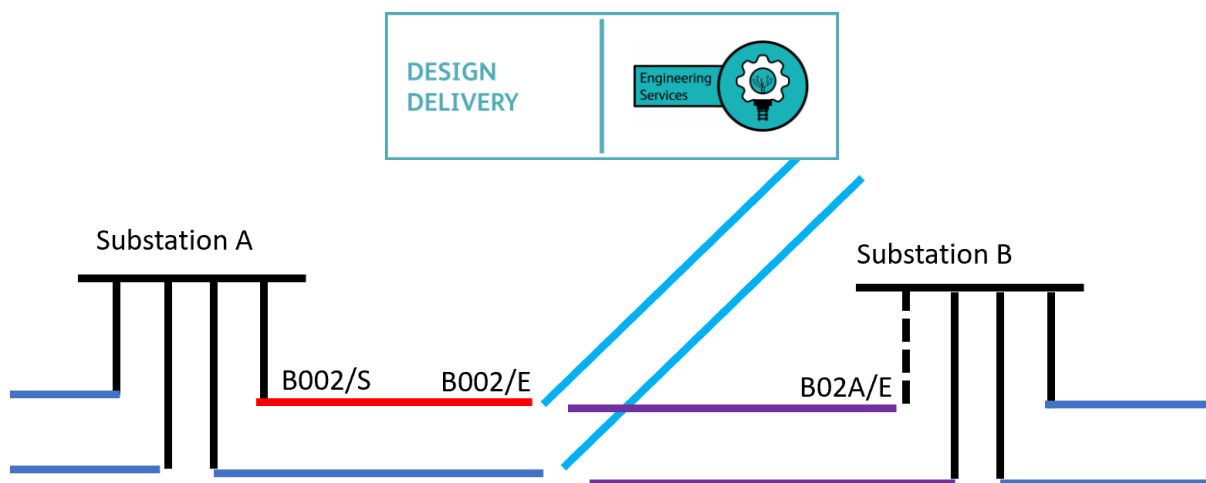 DESIGN
DELIVERY
Engineering
Services
Substation A
Substation B
B002/S
B002/E
B02A/E